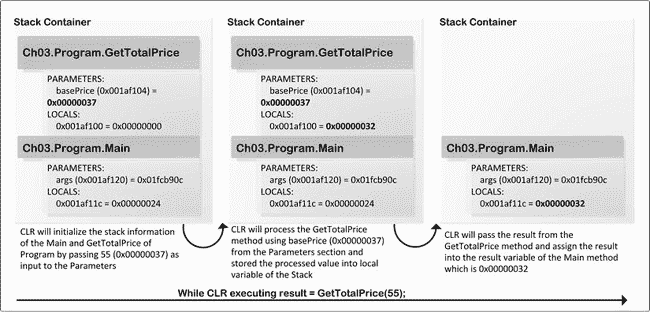 Stack Container
Ch03.Program.GetTotalPrice
PARAMETERS:
basePrice (0x001af104) =
0x00000037
LOCALS:
0x001af100 = 0x00000000
Ch03.Program.Main
PARAMETERS:
args (0x001af120) = 0x01fcb90c
LOCALS:
0x001af11c = 0x00000024
CLR will initialize the stack information
of the Main and GetTotalPrice of
Program by passing 55 (0x00000037) as
input to the Parameters
Stack Container
Ch03.Program.GetTotalPrice
PARAMETERS:
basePrice (0x001af104) =
0x00000037
LOCALS:
0x001af100 = 0x00000032
Ch03.Program.Main
PARAMETERS:
args (0x001af120) = 0x01fcb90c
LOCALS:
0x001af11c = 0x00000024
CLR will process the GetTotalPrice
method using basePrice (0x00000037)
from the Parameters section and
stored the processed value into local
variable of the Stack
Stack Container
Ch03.Program.Main
PARAMETERS:
args (0x001af120) = 0x01fcb90c
LOCALS:
0x001af11c = 0x00000032
CLR will pass the result from the
GetTotalPrice method and assign the result
into the result variable of the Main method
which is 0x00000032
While CLR executing result = GetTotalPrice(55);